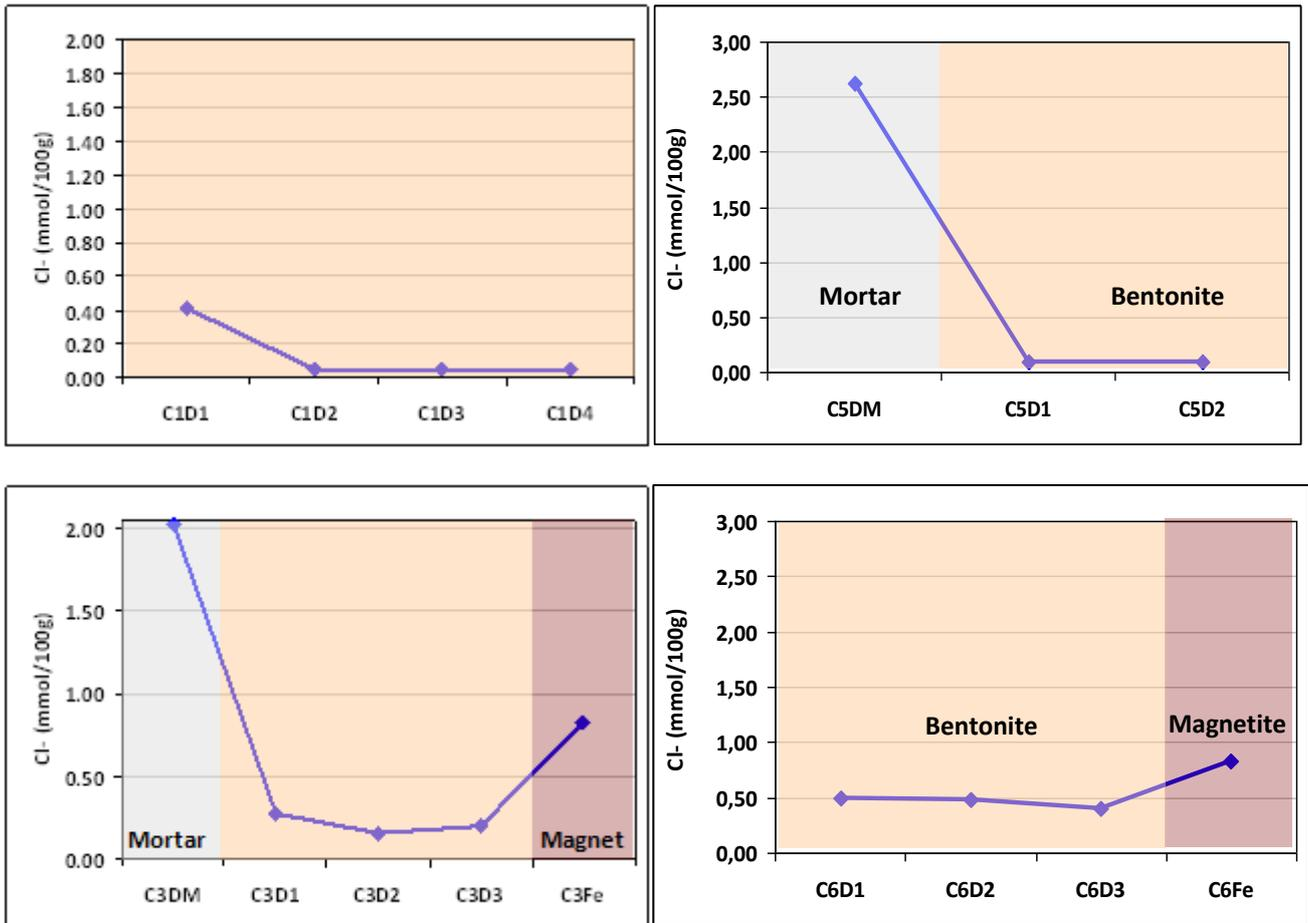 Cl- (mmol/100g)
2.00
1.80
1.60
1.40
1.20
1.00
0.80
0.60
0.40
0.20
0.00
C1D1 C1D2 C1D3 C1D4
Cl- (mmol/100g)
3,00
2,50
2,00
1,50
1,00
0,50
0,00
Mortar Bentonite
C5DM C5D1 C5D2
Cl- (mmol/100g)
2.00
1.50
1.00
0.50
0.00
Mortar Magnet
C3DM C3D1 C3D2 C3D3 C3Fe
Cl- (mmol/100g)
3,00
2,50
2,00
1,50
1,00
0,50
0,00
Bentonite Magnetite
C6D1 C6D2 C6D3 C6Fe